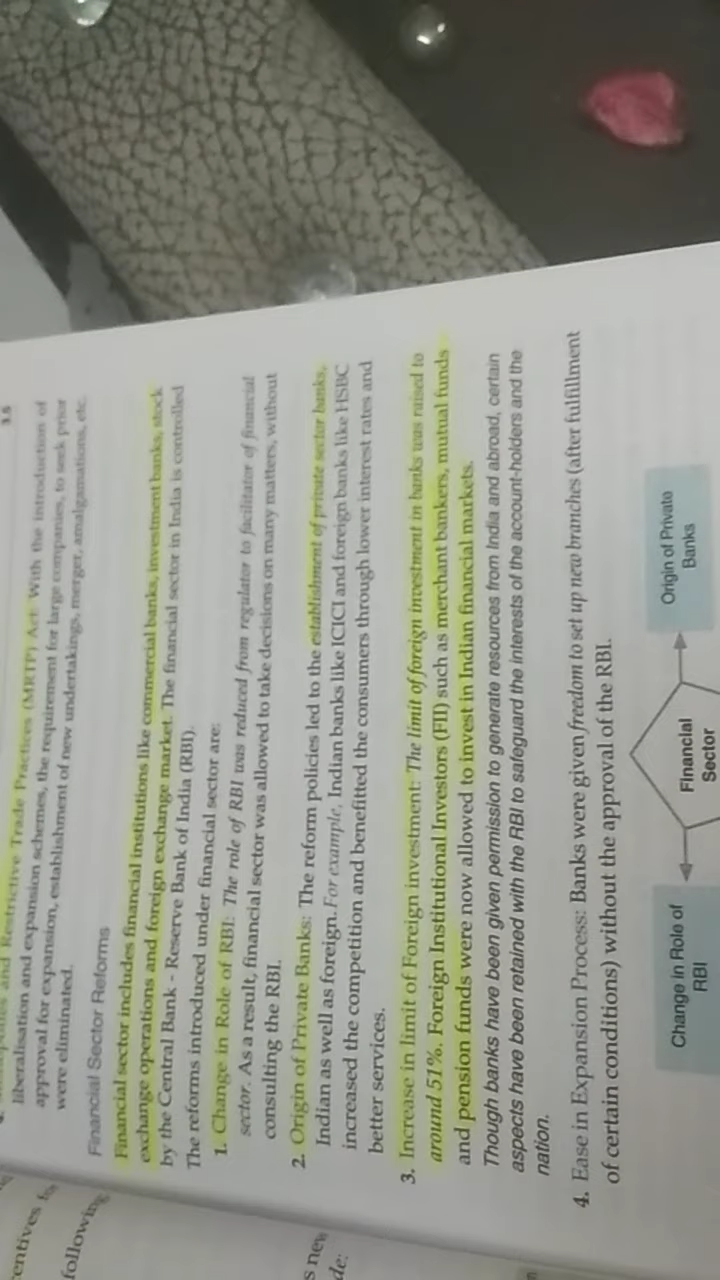 3.5
and Restrictive Trade Practices (MRTP) Act: With the introduction of
liberalisation and expansion schemes, the requirement for large companies, to seek prior
approval for expansion, establishment of new undertakings, merger, amalgamations, etc.
were eliminated.
Financial Sector Reforms
Financial sector includes financial institutions like commercial banks, investment banks, stock
exchange operations and foreign exchange market. The financial sector in India is controlled
by the Central Bank - Reserve Bank of India (RBI).
The reforms introduced under financial sector are:
1. Change in Role of RBI: The role of RBI was reduced from regulator to facilitator of financial
sector. As a result, financial sector was allowed to take decisions on many matters, without
consulting the RBI.
2. Origin of Private Banks: The reform policies led to the establishment of private sector banks,
Indian as well as foreign. For example, Indian banks like ICICI and foreign banks like HSBC
increased the competition and benefitted the consumers through lower interest rates and
better services.
3. Increase in limit of Foreign investment: The limit of foreign investment in banks was raised to
around 51%. Foreign Institutional Investors (FII) such as merchant bankers, mutual funds
and pension funds were now allowed to invest in Indian financial markets.
Though banks have been given permission to generate resources from India and abroad, certain
aspects have been retained with the RBI to safeguard the interests of the account-holders and the
nation.
4. Ease in Expansion Process: Banks were given freedom to set up new branches (after fulfillment
of certain conditions) without the approval of the RBI.
Change in Role of
RBI
Financial
Sector
Origin of Private
Banks
following